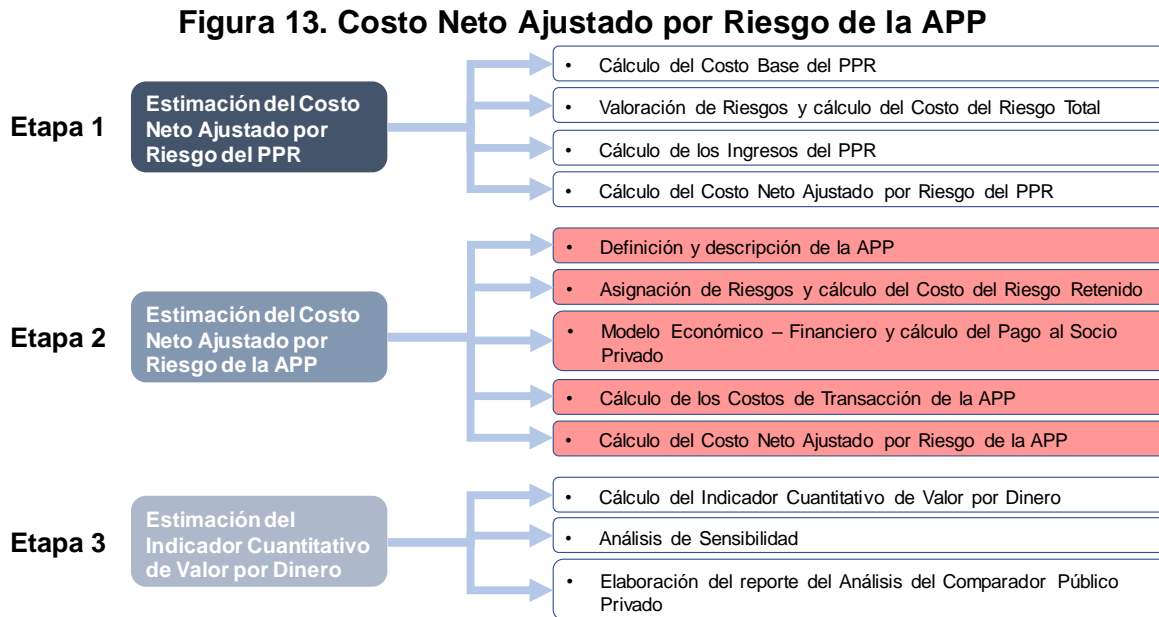 Figura 13. Costo Neto Ajustado por Riesgo de la APP
Etapa 1
Estimación del Costo
Neto Ajustado por
Riesgo del PPR
• Cálculo del Costo Base del PPR
• Valoración de Riesgos y cálculo del Costo del Riesgo Total
• Cálculo de los Ingresos del PPR
• Cálculo del Costo Neto Ajustado por Riesgo del PPR
Etapa 2
Estimación del Costo
Neto Ajustado por
Riesgo de la APP
• Definición y descripción de la APP
• Asignación de Riesgos y cálculo del Costo del Riesgo Retenido
• Modelo Económico – Financiero y cálculo del Pago al Socio
Privado
• Cálculo de los Costos de Transacción de la APP
• Cálculo del Costo Neto Ajustado por Riesgo de la APP
Etapa 3
Estimación del
Indicador Cuantitativo
de Valor por Dinero
• Cálculo del Indicador Cuantitativo de Valor por Dinero
• Análisis de Sensibilidad
• Elaboración del reporte del Análisis del Comparador Público
Privado